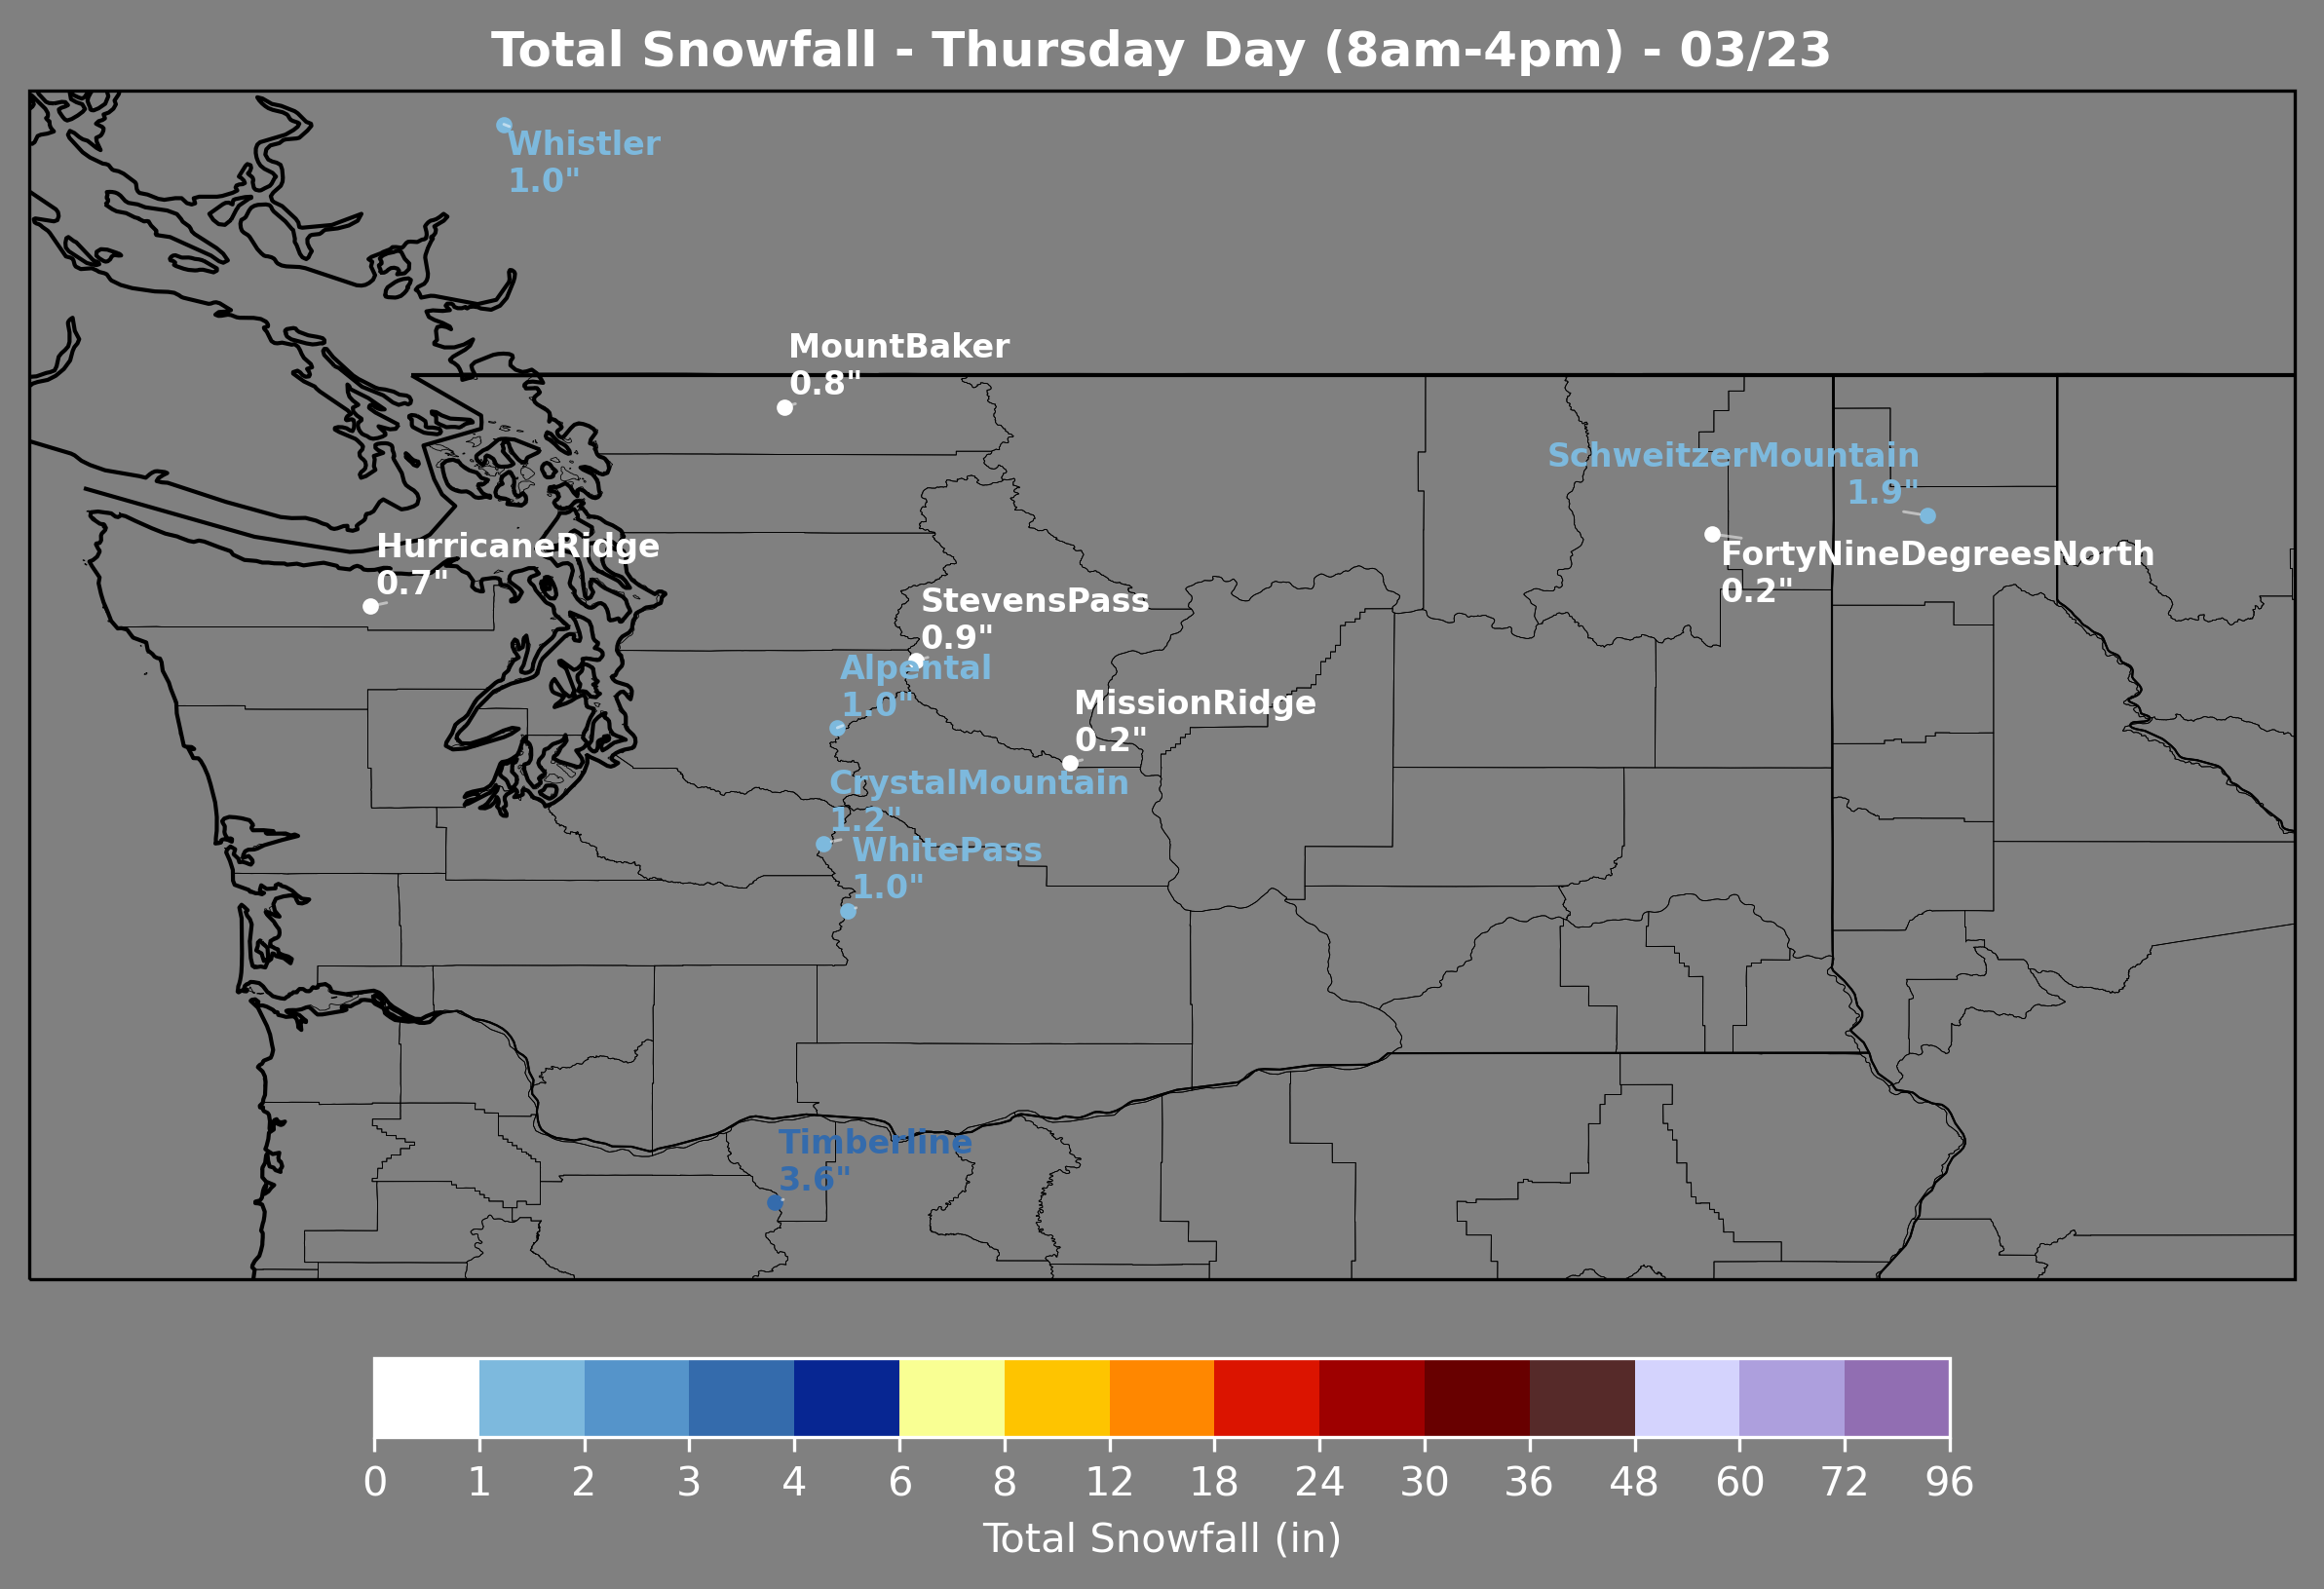 Total Snowfall - Thursday Day (8am-4pm) - 03/23
Whistler
1.0"
MountBaker
0.8"
SchweitzerMountain
1.9"
HurricaneRidge
0.7"
FortyNineDegreesNorth
0.2"
StevensPass
0.9"
Alpental
1.0"
MissionRidge
0.2"
CrystalMountain
1.2"
WhitePass
1.0"
Timberline
3.6"
0 1 2 3 4 6 8 12 18 24 30 36 48 60 72 96
Total Snowfall (in)